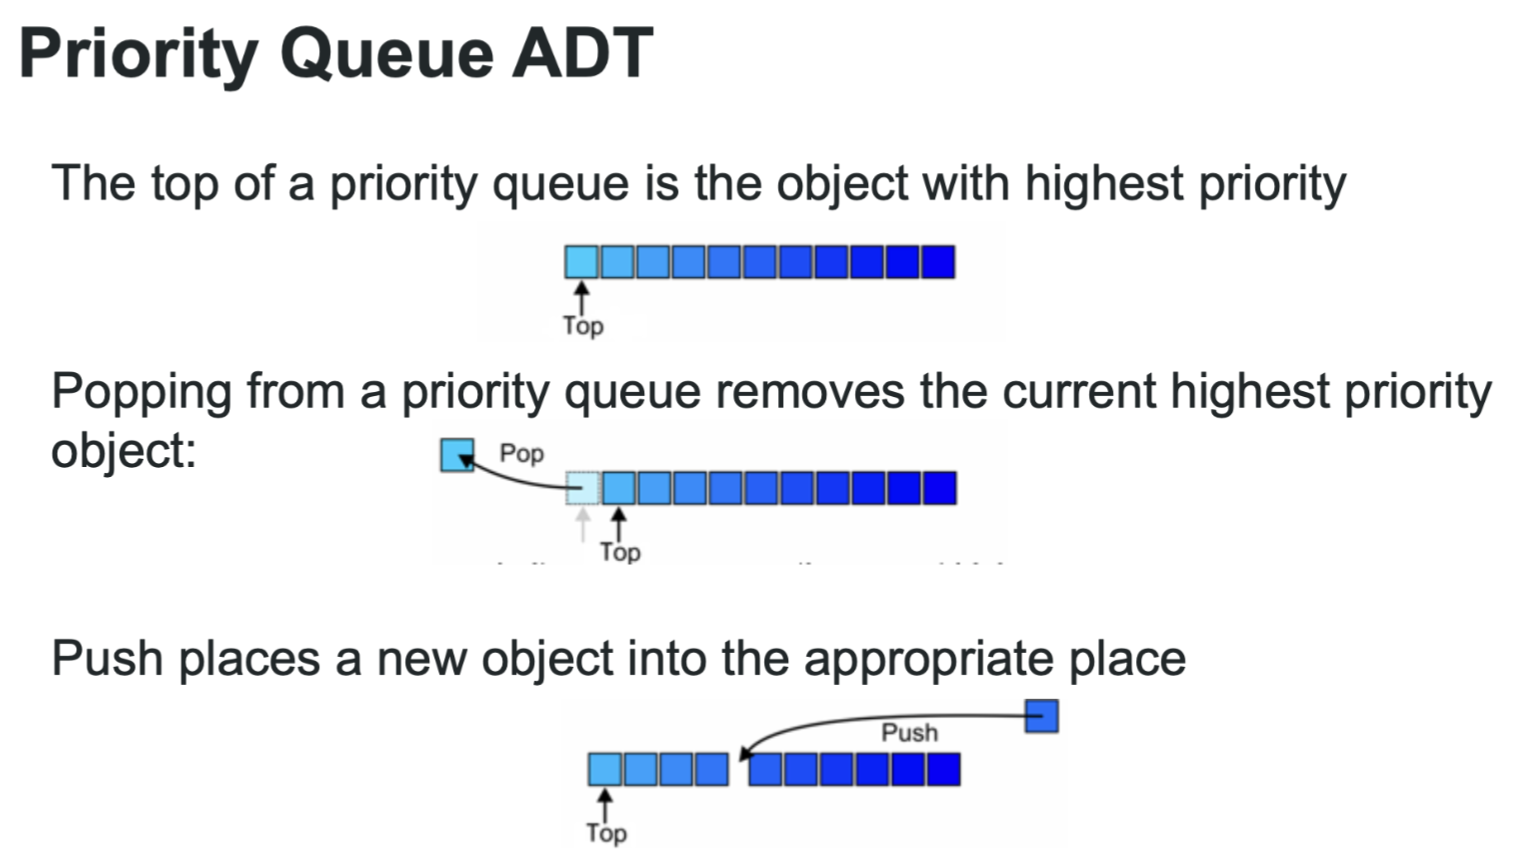 Priority Queue ADT
The top of a priority queue is the object with highest priority
Top
Popping from a priority queue removes the current highest priority
object:
Pop
Top
Push places a new object into the appropriate place
Push
Top